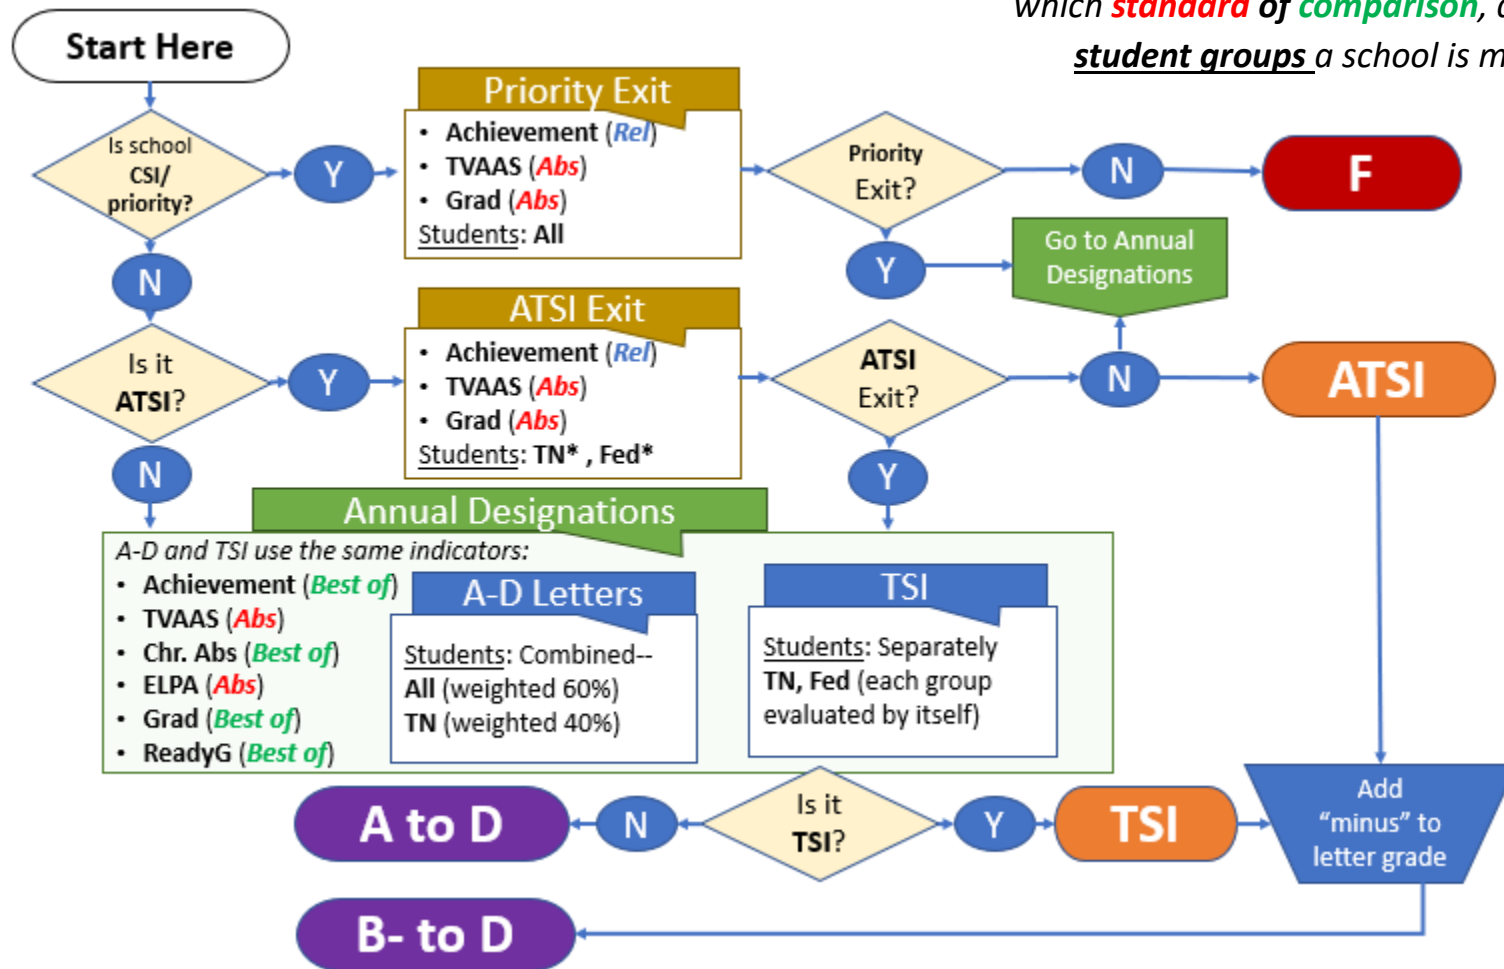 which standard of comparison,
student groups a school is
Start Here
Is school
CSI/
priority?
Y
Priority Exit
• Achievement (Rel)
• TVAAS (Abs)
• Grad (Abs)
Students: All
Priority
Exit?
N
F
Y
Go to Annual
Designations
N
Is it
ATSI?
Y
ATSI Exit
• Achievement (Rel)
• TVAAS (Abs)
• Grad (Abs)
Students: TN* , Fed*
ATSI
Exit?
N
ATSI
Y
N
Annual Designations
A-D and TSI use the same indicators:
• Achievement (Best of)
• TVAAS (Abs)
• Chr. Abs (Best of)
• ELPA (Abs)
• Grad (Best of)
• ReadyG (Best of)
A-D Letters
Students: Combined--
All (weighted 60%)
TN (weighted 40%)
TSI
Students: Separately
TN, Fed (each group
evaluated by itself)
Is it
TSI?
N
A to D
Y
TSI
Add
“minus” to
letter grade
B- to D